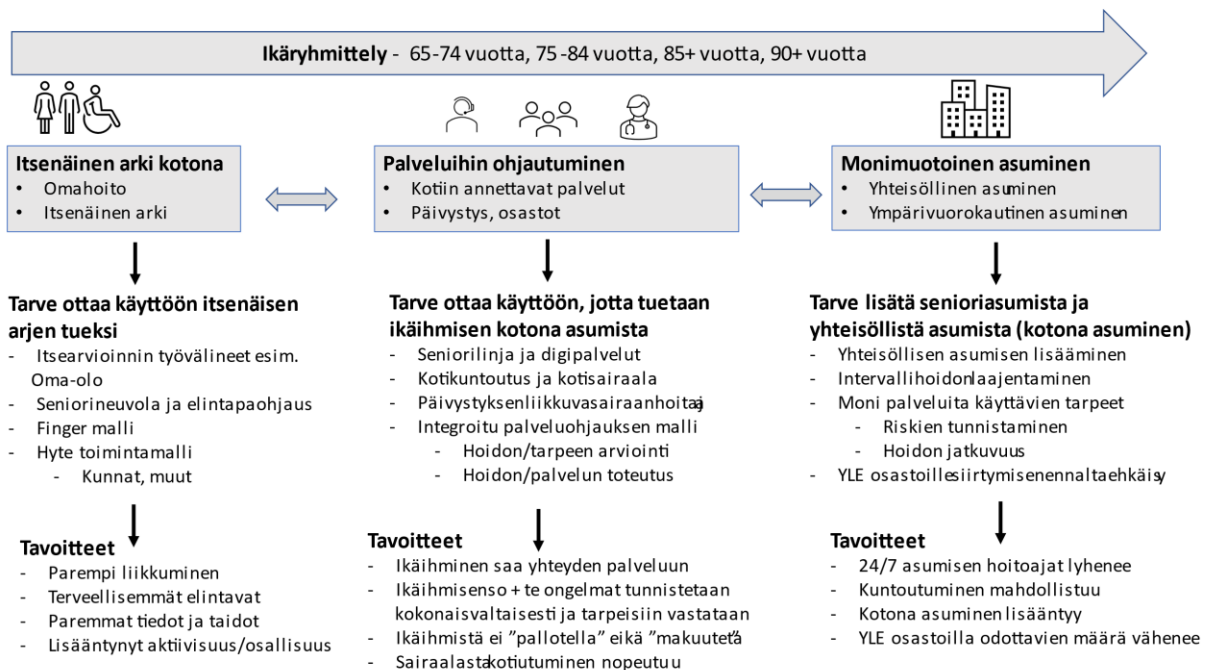 Ikäryhmittely - 65-74 vuotta, 75-84 vuotta, 85+ vuotta, 90+ vuotta
Itsenäinen arki kotona
• Omahoito
• Itsenäinen arki
Tarve ottaa käyttöön itsenäisen
arjen tueksi
- Itsearvioinnin työvälineet esim.
Oma-olo
- Seniorineuvola ja elintapaohjaus
- Finger malli
- Hyte toimintamalli
- Kunnat, muut
Tavoitteet
- Parempi liikkuminen
- Terveellisemmät elintavat
- Paremmat tiedot ja taidot
- Lisääntynyt aktiivisuus/osallisuus
Palveluihin ohjautuminen
• Kotiin annettavat palvelut
• Päivystys, osastot
Tarve ottaa käyttöön, jotta tuetaan
ikäihmisen kotona asumista
- Seniorilinja ja digipalvelut
- Kotikuntoutus ja kotisairaala
- Päivystyksenliikkuvasairaanhoitaja
- Integroitu palveluohjauksen malli
- Hoidon/tarpeen arviointi
- Hoidon/palvelun toteutus
Tavoitteet
- Ikäihminen saa yhteyden palveluun
- Ikäihmisenso + te ongelmat tunnistetaan
kokonaisvaltaisesti ja tarpeisiin vastataan
- Ikäihmistä ei ”pallotella” eikä ”makuuteta”
- Sairaalastakotiutuminen nopeutuu
Monimuotoinen asuminen
• Yhteisöllinen asuminen
• Ympärivuorokautinen asuminen
Tarve lisätä senioriasumista ja
yhteisöllistä asumista (kotona asuminen)
- Yhteisöllisen asumisen lisääminen
- Intervallihoidonlaajentaminen
- Moni palveluita käyttävien tarpeet
- Riskien tunnistaminen
- Hoidon jatkuvuus
- YLE osastoillesiirtymisenennaltaehkäisy
Tavoitteet
- 24/7 asumisen hoitoajat lyhenee
- Kuntoutuminen mahdollistuu
- Kotona asuminen lisääntyy
- YLE osastoilla odottavien määrä vähenee